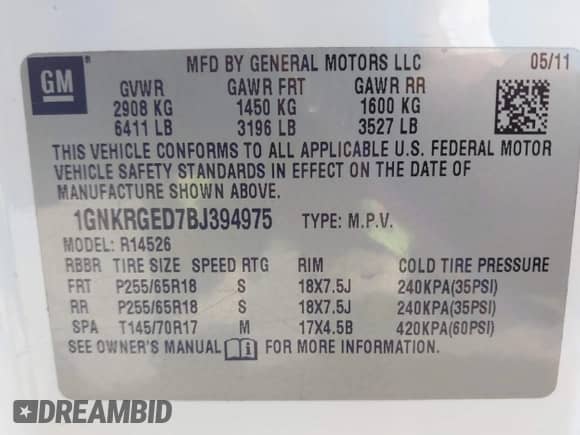 GM
MFD BY GENERAL MOTORS LLC 05/11
GVWR GAWR FRT GAWR RR
2908 KG 1450 KG 1600 KG
6411 LB 3196 LB 3527 LB
THIS VEHICLE CONFORMS TO ALL APPLICABLE U.S. FEDERAL MOTOR
VEHICLE SAFETY STANDARDS IN EFFECT ON THE DATE OF
MANUFACTURE SHOWN ABOVE.
1GNKRGED7BJ394975 TYPE: M.P.V.
MODEL: R14526
RBBR TIRE SIZE SPEED RTG RIM COLD TIRE PRESSURE
FRT P255/65R18 S 18X7.5J 240KPA(35PSI)
RR P255/65R18 S 18X7.5J 240KPA(35PSI)
SPA T145/70R17 M 17X4.5B 420KPA(60PSI)
SEE OWNER'S MANUAL FOR MORE INFORMATION.
DREAMBID